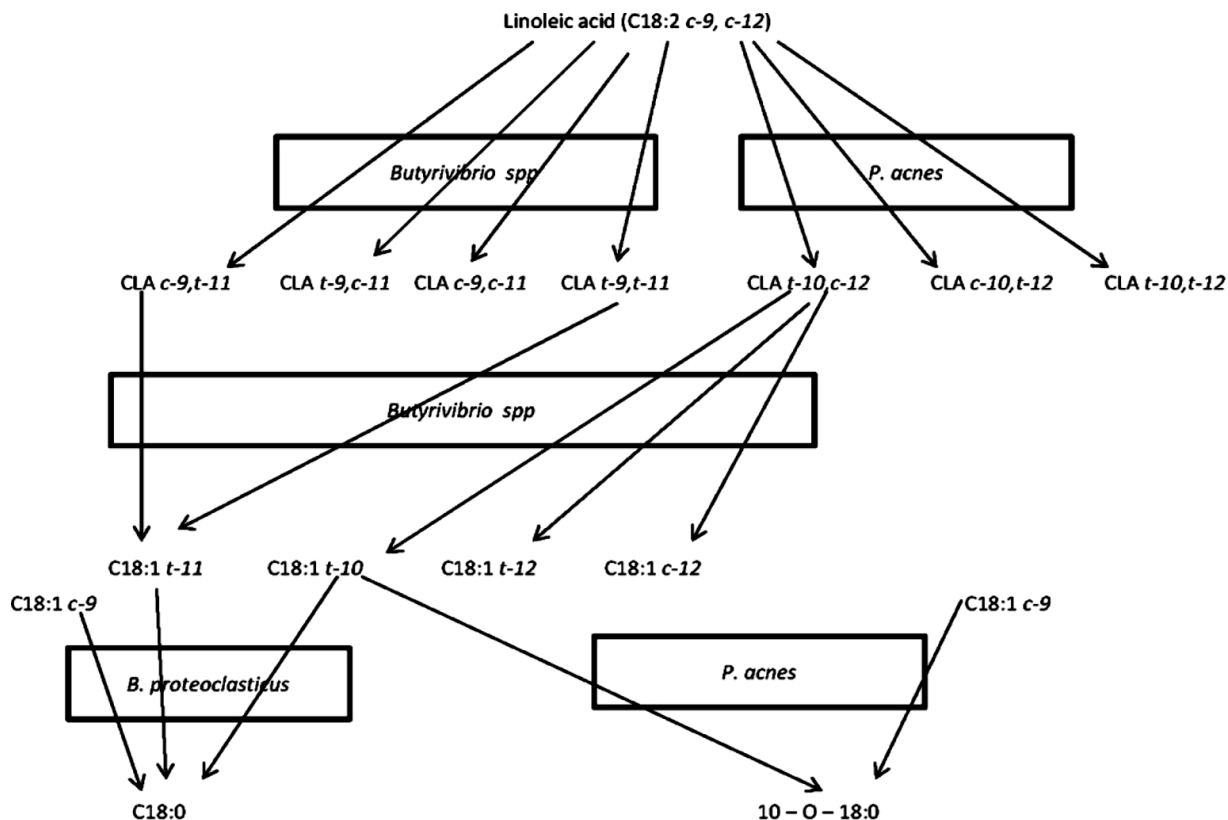 Linoleic acid (C18:2 c-9, c-12)
Butyrivibrio spp
P. acnes
CLA c-9,t-11
CLA t-9,c-11
CLA c-9,c-11
CLA t-9,t-11
CLA t-10,c-12
CLA c-10,t-12
CLA t-10,t-12
Butyrivibrio spp
C18:1 t-11
C18:1 t-10
C18:1 t-12
C18:1 c-12
C18:1 c-9
C18:1 c-9
B. proteoclasticus
P. acnes
C18:0
10 – O – 18:0